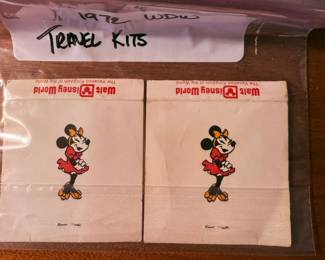 1972 WDW
TRAVEL KITS
Walt Disney World
The Vacation Kingdom of the World
Walt Disney World
The Vacation Kingdom of the World